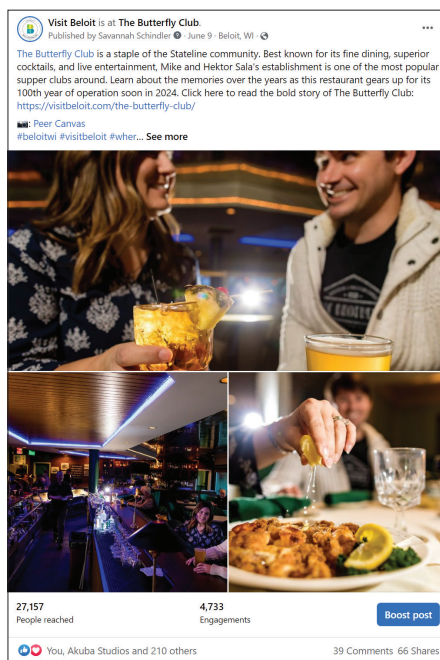 Visit Beloit is at The Butterfly Club.
Published by Savannah Schindler · June 9 · Beloit, WI ·
The Butterfly Club is a staple of the Stateline community. Best known for its fine dining, superior
cocktails, and live entertainment, Mike and Hektor Sala's establishment is one of the most popular
supper clubs around. Learn about the memories over the years as this restaurant gears up for its
100th year of operation soon in 2024. Click here to read the bold story of The Butterfly Club:
https://visitbeloit.com/the-butterfly-club/
📷: Peer Canvas
#beloitwi #visitbeloit #wher... See more
27,157
People reached
4,733
Engagements
Boost post
You, Akuba Studios and 210 others
39 Comments 66 Shares